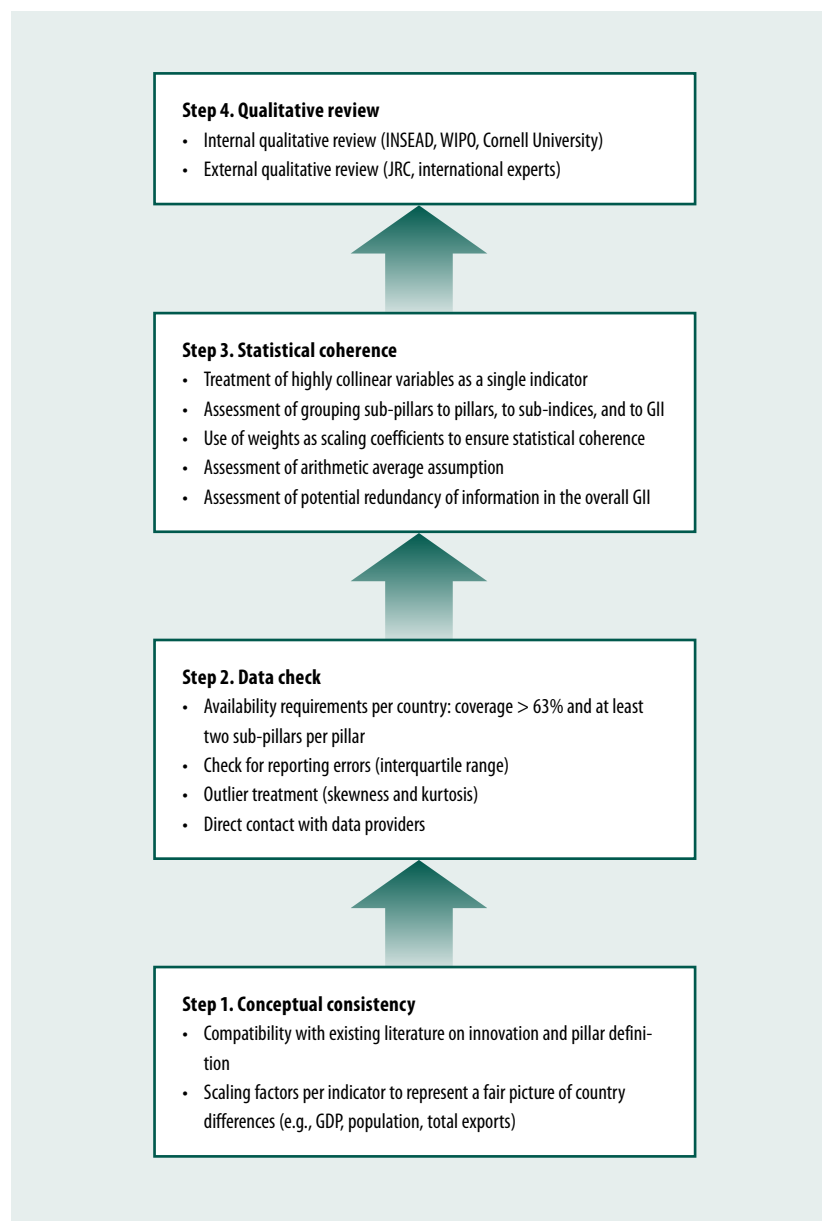 Step 4. Qualitative review
• Internal qualitative review (INSEAD, WIPO, Cornell University)
• External qualitative review (JRC, international experts)
Step 3. Statistical coherence
• Treatment of highly collinear variables as a single indicator
• Assessment of grouping sub-pillars to pillars, to sub-indices, and to GII
• Use of weights as scaling coefficients to ensure statistical coherence
• Assessment of arithmetic average assumption
• Assessment of potential redundancy of information in the overall GII
Step 2. Data check
• Availability requirements per country: coverage > 63% and at least
two sub-pillars per pillar
• Check for reporting errors (interquartile range)
• Outlier treatment (skewness and kurtosis)
• Direct contact with data providers
Step 1. Conceptual consistency
• Compatibility with existing literature on innovation and pillar defini-
tion
• Scaling factors per indicator to represent a fair picture of country
differences (e.g., GDP, population, total exports)